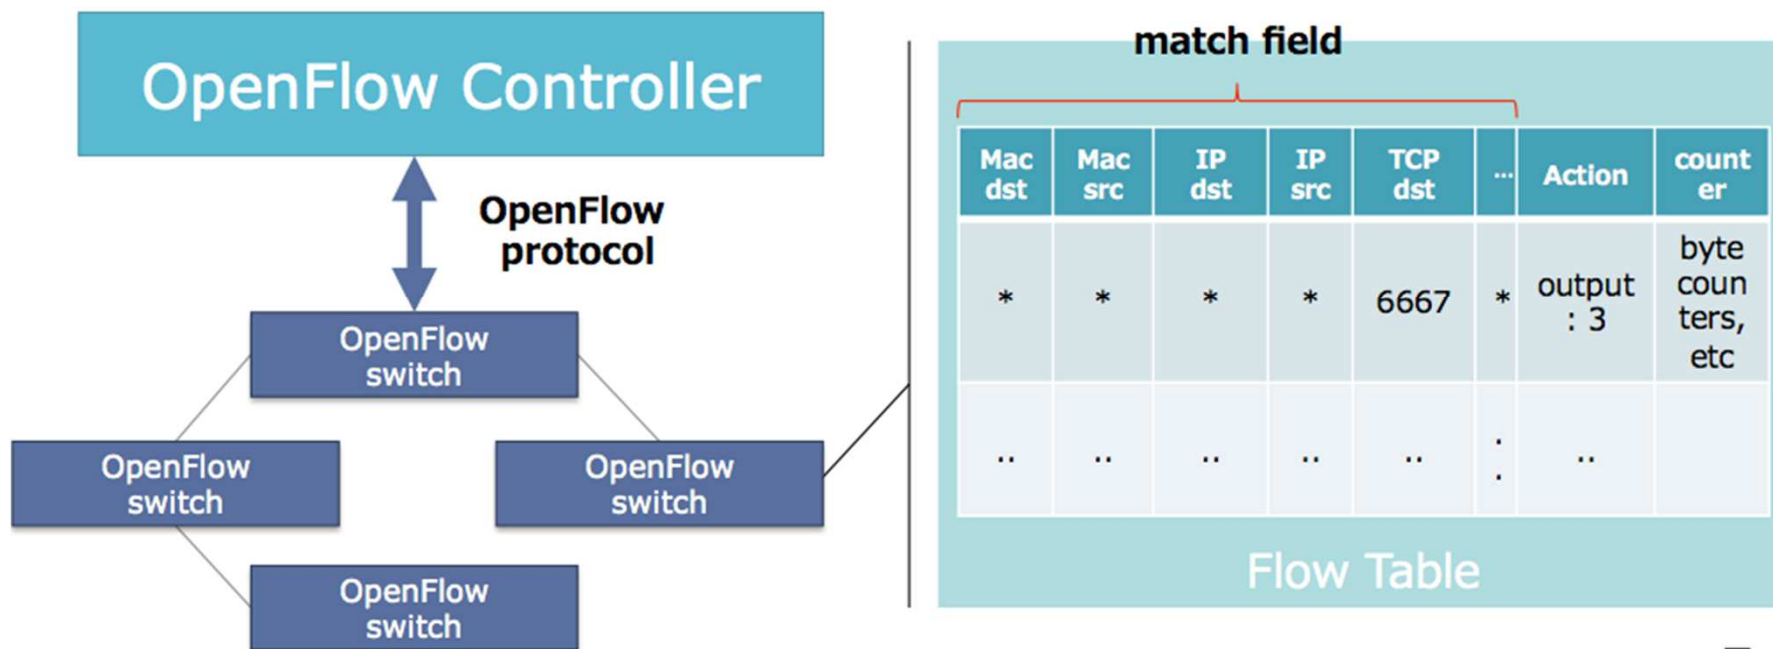 OpenFlow Controller
OpenFlow
protocol
OpenFlow
switch
OpenFlow
switch
OpenFlow
switch
OpenFlow
switch
match field
Mac
dst
Mac
src
IP
dst
IP
src
TCP
dst
...
Action
count
er
*
*
*
*
6667
*
output
: 3
byte
coun
ters,
etc
..
..
..
..
..
:
..
Flow Table